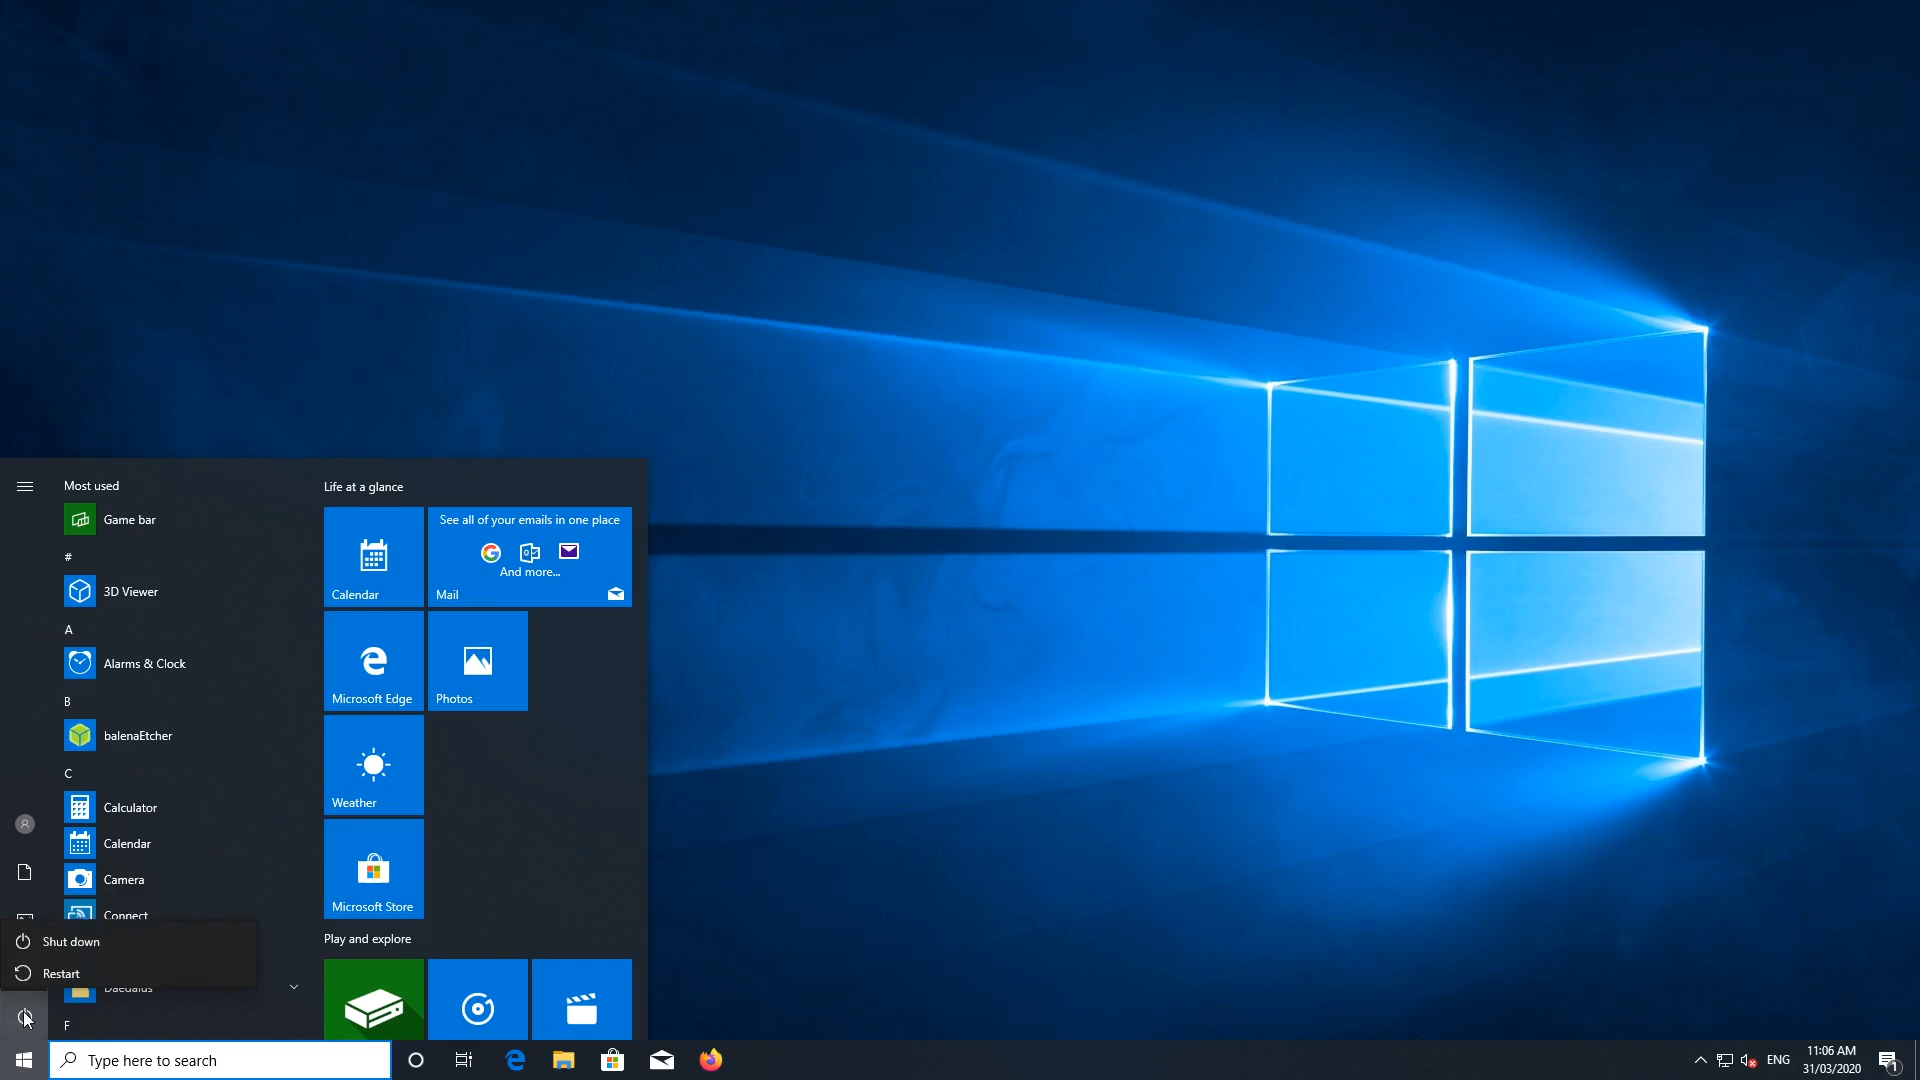 Most used
Game bar
#
3D Viewer
A
Alarms & Clock
B
balenaEtcher
C
Calculator
Calendar
Camera
Connect
Shut down
Restart
Daedalus
F
Life at a glance
Calendar
See all of your emails in one place
And more...
Mail
Microsoft Edge
Photos
Weather
Microsoft Store
Play and explore
Type here to search
ENG
11:06 AM
31/03/2020
1